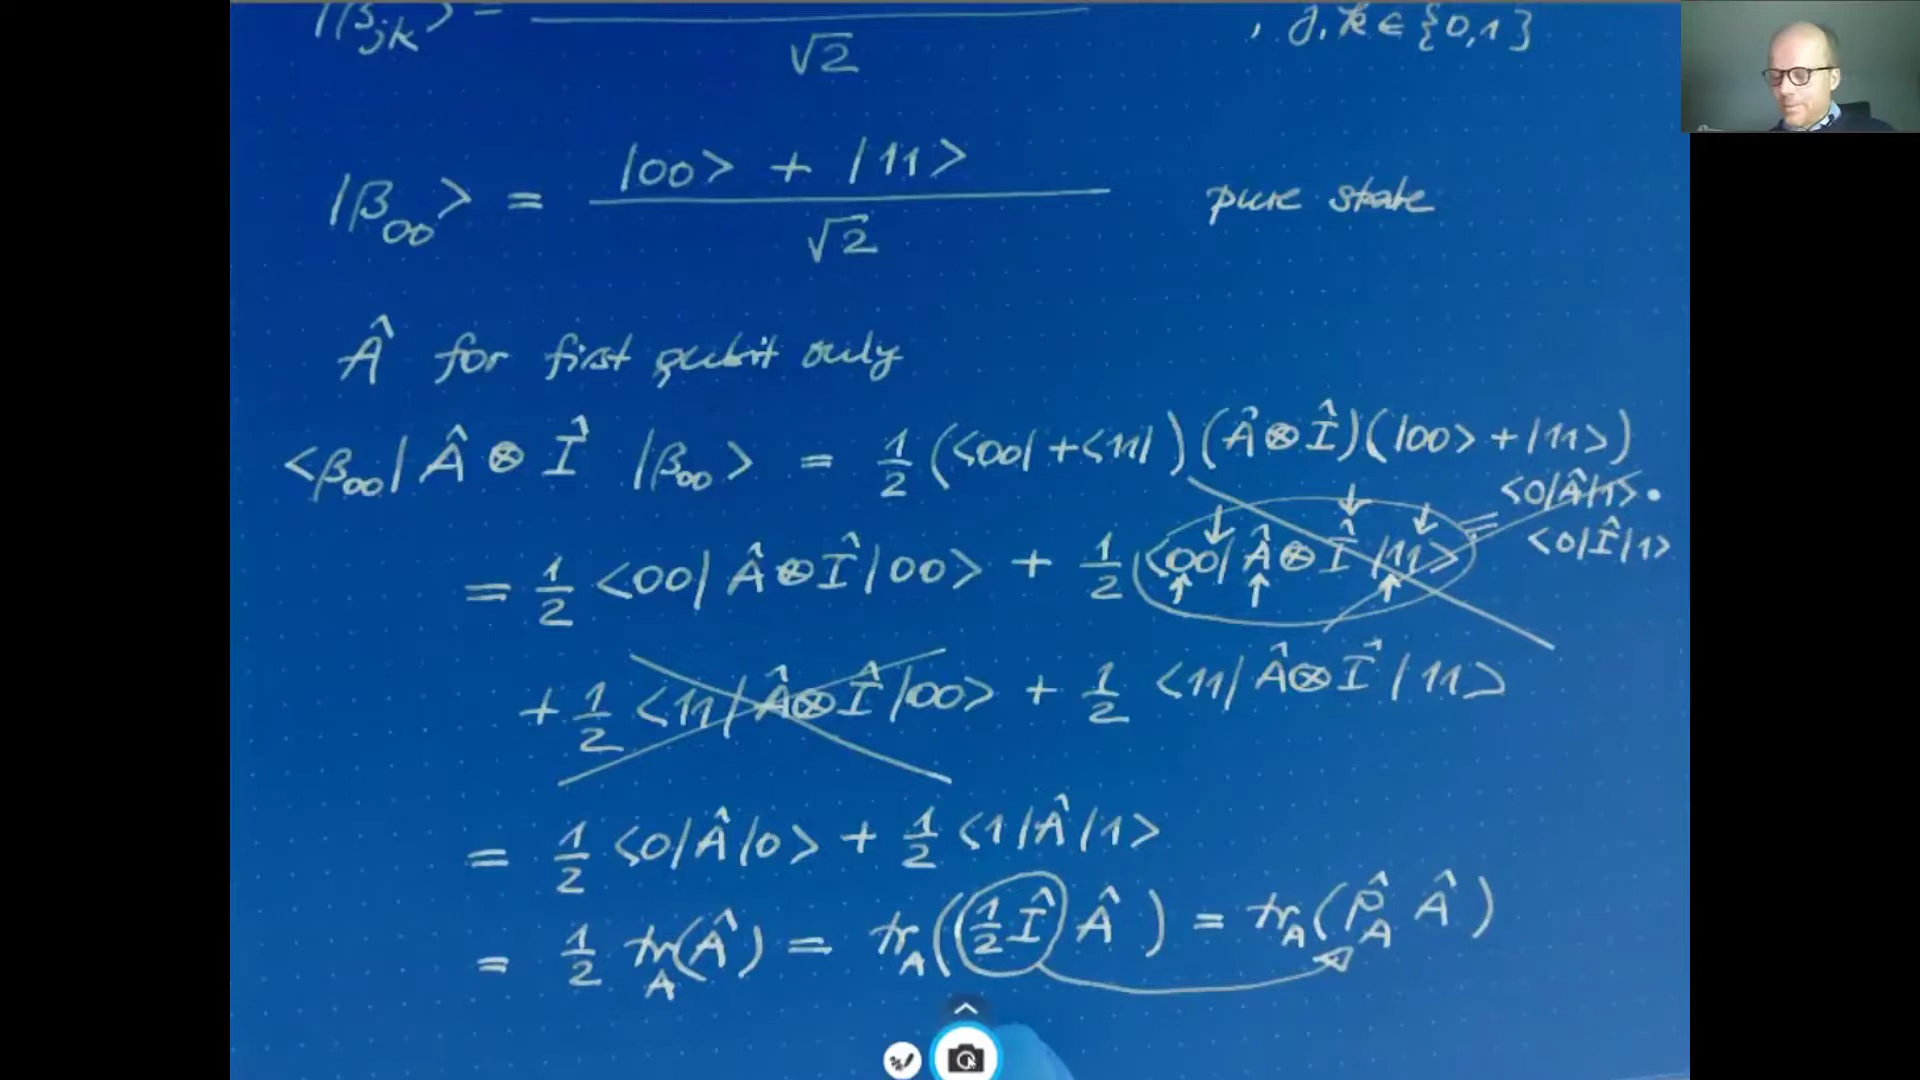 |β_jk> = ――― / √2 , j, k ∈ {0,1}
|β_00> = (|00> + |11>) / √2 pure state
Â for first qubit only
<β_00| Â ⊗ Î |β_00> = 1/2 (<00| + <11|) (Â ⊗ Î) (|00> + |11>)
= 1/2 <00| Â ⊗ Î |00> + 1/2 <00| Â ⊗ Î |11> = <0|Â|1> · <0|Î|1>
+ 1/2 <11| Â ⊗ Î |00> + 1/2 <11| Â ⊗ Î |11>
= 1/2 <0|Â|0> + 1/2 <1|Â|1>
= 1/2 tr_A(Â) = tr_A(1/2 Î Â) = tr_A(ρ̂_A Â)